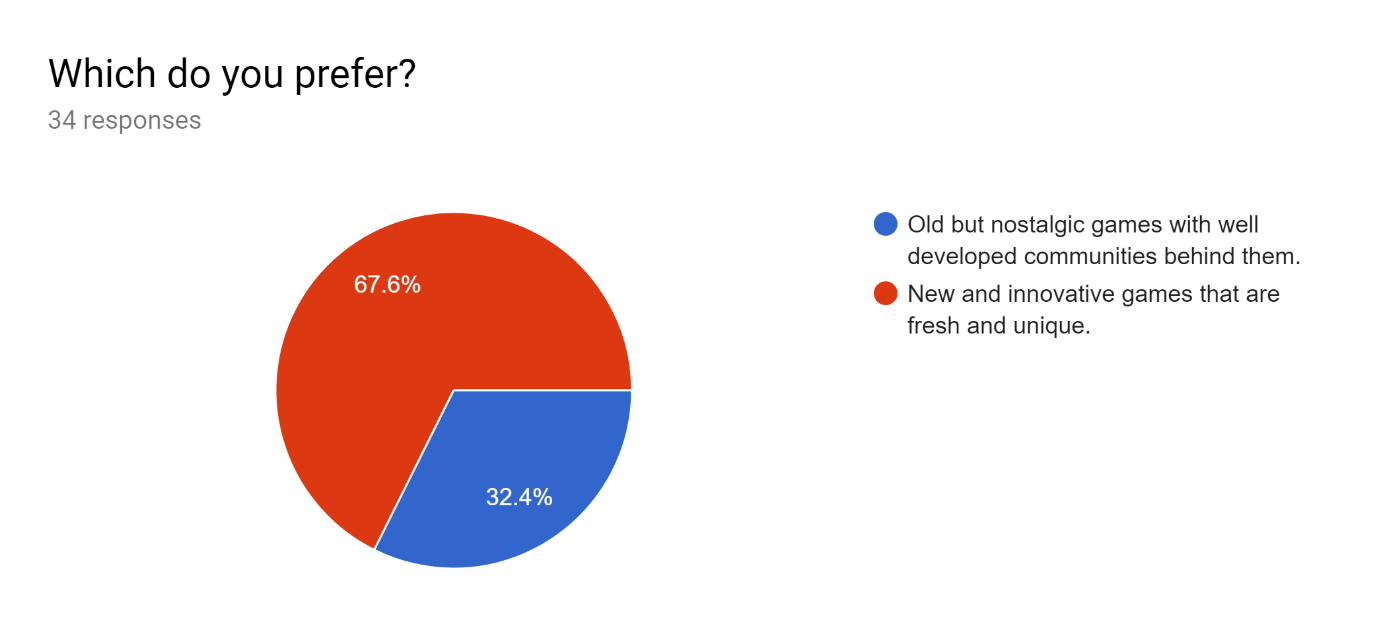 Which do you prefer?
34 responses
67.6%
32.4%
Old but nostalgic games with well
developed communities behind them.
New and innovative games that are
fresh and unique.